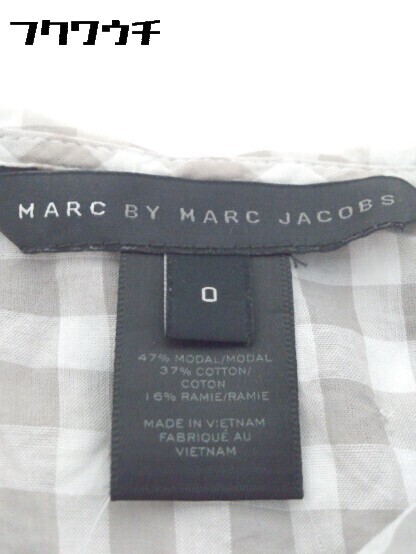 フクワウチ
MARC BY MARC JACOBS
0
47% MODAL/MODAL
37% COTTON/
COTON
16% RAMIE/RAMIE
MADE IN VIETNAM
FABRIQUÉ AU
VIETNAM